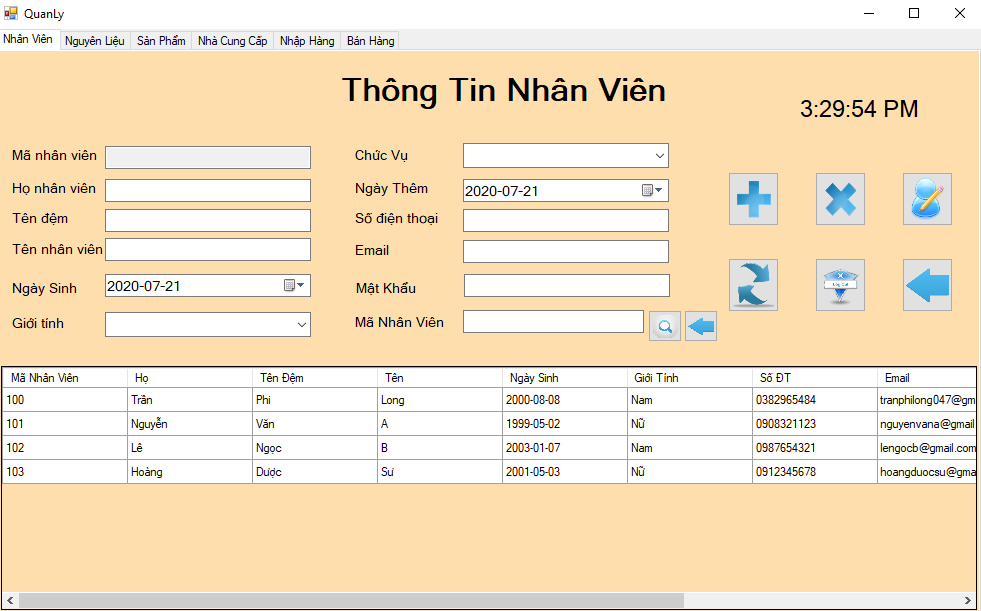 QuanLy
Nhân Viên Nguyên Liệu Sản Phẩm Nhà Cung Cấp Nhập Hàng Bán Hàng
Thông Tin Nhân Viên
3:29:54 PM
Mã nhân viên
Họ nhân viên
Tên đệm
Tên nhân viên
Ngày Sinh 2020-07-21
Giới tính
Chức Vụ
Ngày Thêm 2020-07-21
Số điện thoại
Email
Mật Khẩu
Mã Nhân Viên
Log Out
Mã Nhân Viên Họ Tên Đệm Tên Ngày Sinh Giới Tính Số ĐT Email
100 Trần Phi Long 2000-08-08 Nam 0382965484 tranphilong047@gm
101 Nguyễn Văn A 1999-05-02 Nữ 0908321123 nguyenvana@gmail
102 Lê Ngọc B 2003-01-07 Nam 0987654321 lengocb@gmail.com
103 Hoàng Dược Sư 2001-05-03 Nữ 0912345678 hoangduocsu@gma